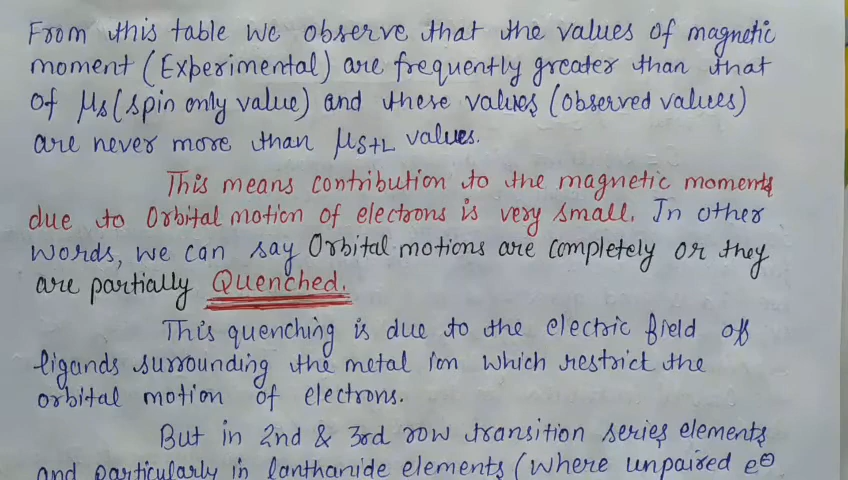 From this table we observe that the values of magnetic
moment (Experimental) are frequently greater than that
of μs (spin only value) and these values (observed values)
are never more than μS+L values.
This means contribution to the magnetic moments
due to Orbital motion of electrons is very small. In other
words, we can say Orbital motions are completely or they
are partially Quenched.
This quenching is due to the electric field of
ligands surrounding the metal ion which restrict the
orbital motion of electrons.
But in 2nd & 3rd row transition series elements
and particularly in lanthanide elements (where unpaired e⊖